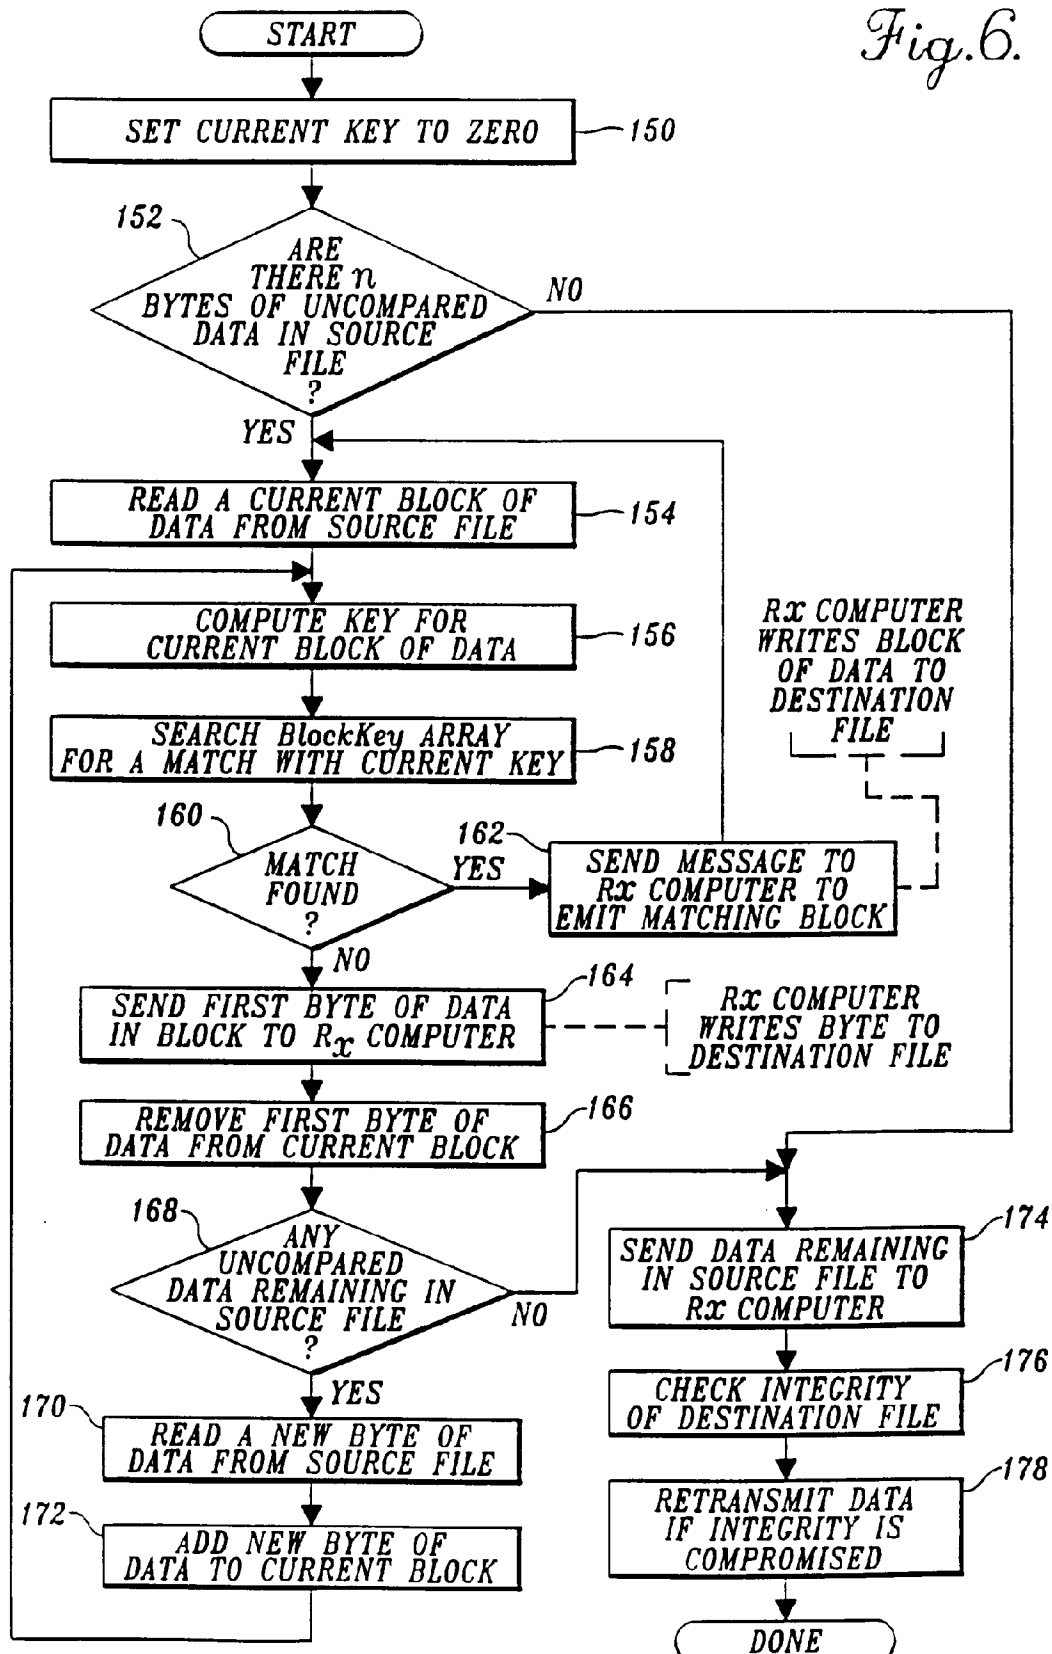 Fig.6.
START
SET CURRENT KEY TO ZERO
150
152
ARE
THERE n
BYTES OF UNCOMPARED
DATA IN SOURCE
FILE
?
NO
YES
READ A CURRENT BLOCK OF
DATA FROM SOURCE FILE
154
COMPUTE KEY FOR
CURRENT BLOCK OF DATA
156
RX COMPUTER
WRITES BLOCK
OF DATA TO
DESTINATION
FILE
SEARCH BlockKey ARRAY
FOR A MATCH WITH CURRENT KEY
158
160
MATCH
FOUND
?
YES
162
SEND MESSAGE TO
RX COMPUTER TO
EMIT MATCHING BLOCK
NO
SEND FIRST BYTE OF DATA
IN BLOCK TO Rx COMPUTER
164
RX COMPUTER
WRITES BYTE TO
DESTINATION FILE
REMOVE FIRST BYTE OF
DATA FROM CURRENT BLOCK
166
168
ANY
UNCOMPARED
DATA REMAINING IN
SOURCE FILE
?
NO
YES
174
SEND DATA REMAINING
IN SOURCE FILE TO
RX COMPUTER
176
CHECK INTEGRITY
OF DESTINATION FILE
170
READ A NEW BYTE OF
DATA FROM SOURCE FILE
178
RETRANSMIT DATA
IF INTEGRITY IS
COMPROMISED
172
ADD NEW BYTE OF
DATA TO CURRENT BLOCK
DONE